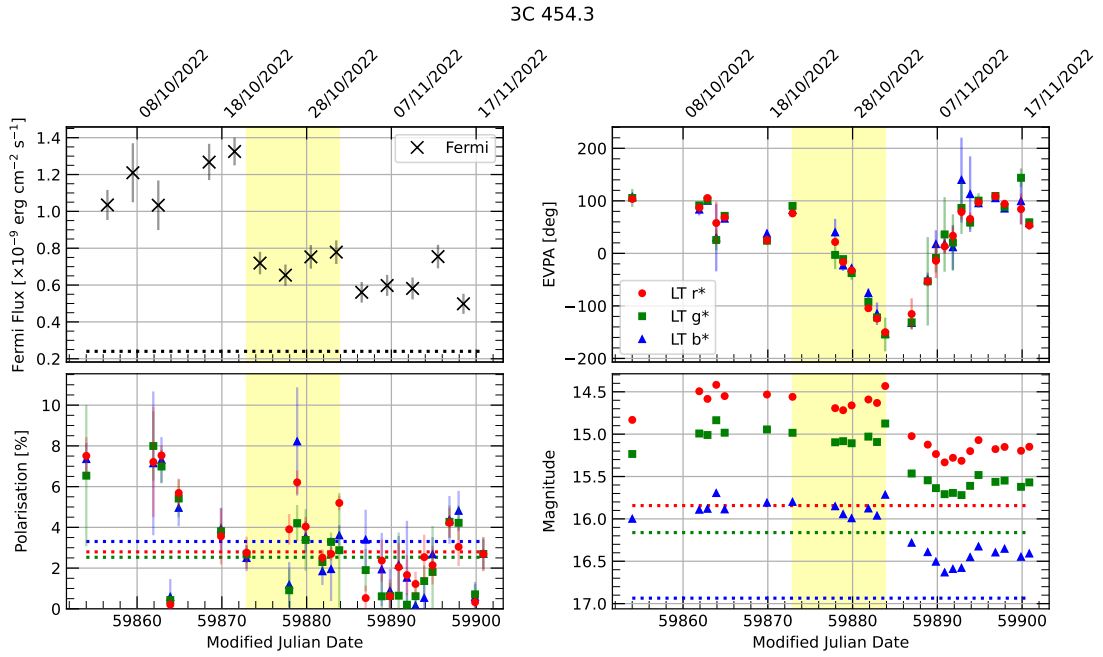 3C 454.3
08/10/2022 18/10/2022 28/10/2022 07/11/2022 17/11/2022
08/10/2022 18/10/2022 28/10/2022 07/11/2022 17/11/2022
Fermi Flux [×10⁻⁹ erg cm⁻² s⁻¹]
1.4
1.2
1.0
0.8
0.6
0.4
0.2
Fermi
EVPA [deg]
200
100
0
−100
−200
LT r*
LT g*
LT b*
Polarisation [%]
10
8
6
4
2
0
59860 59870 59880 59890 59900
Modified Julian Date
Magnitude
14.5
15.0
15.5
16.0
16.5
17.0
59860 59870 59880 59890 59900
Modified Julian Date